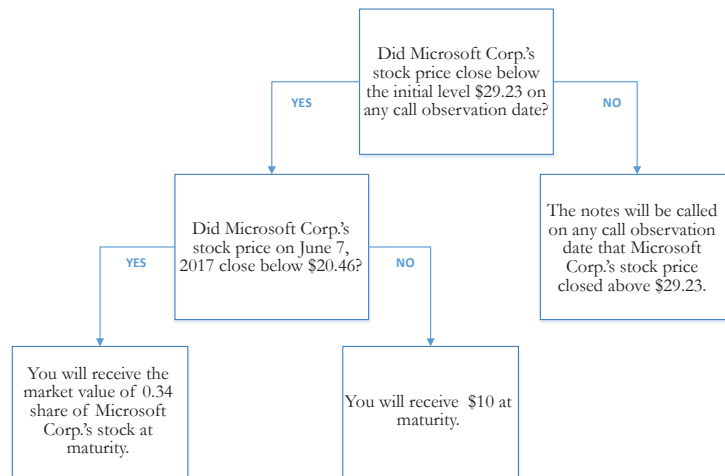 Did Microsoft Corp.'s
stock price close below
the initial level $29.23 on
any call observation date?
YES
NO
Did Microsoft Corp.'s
stock price on June 7,
2017 close below $20.46?
The notes will be called
on any call observation
date that Microsoft
Corp.'s stock price
closed above $29.23.
YES
NO
You will receive the
market value of 0.34
share of Microsoft
Corp.'s stock at
maturity.
You will receive $10 at
maturity.